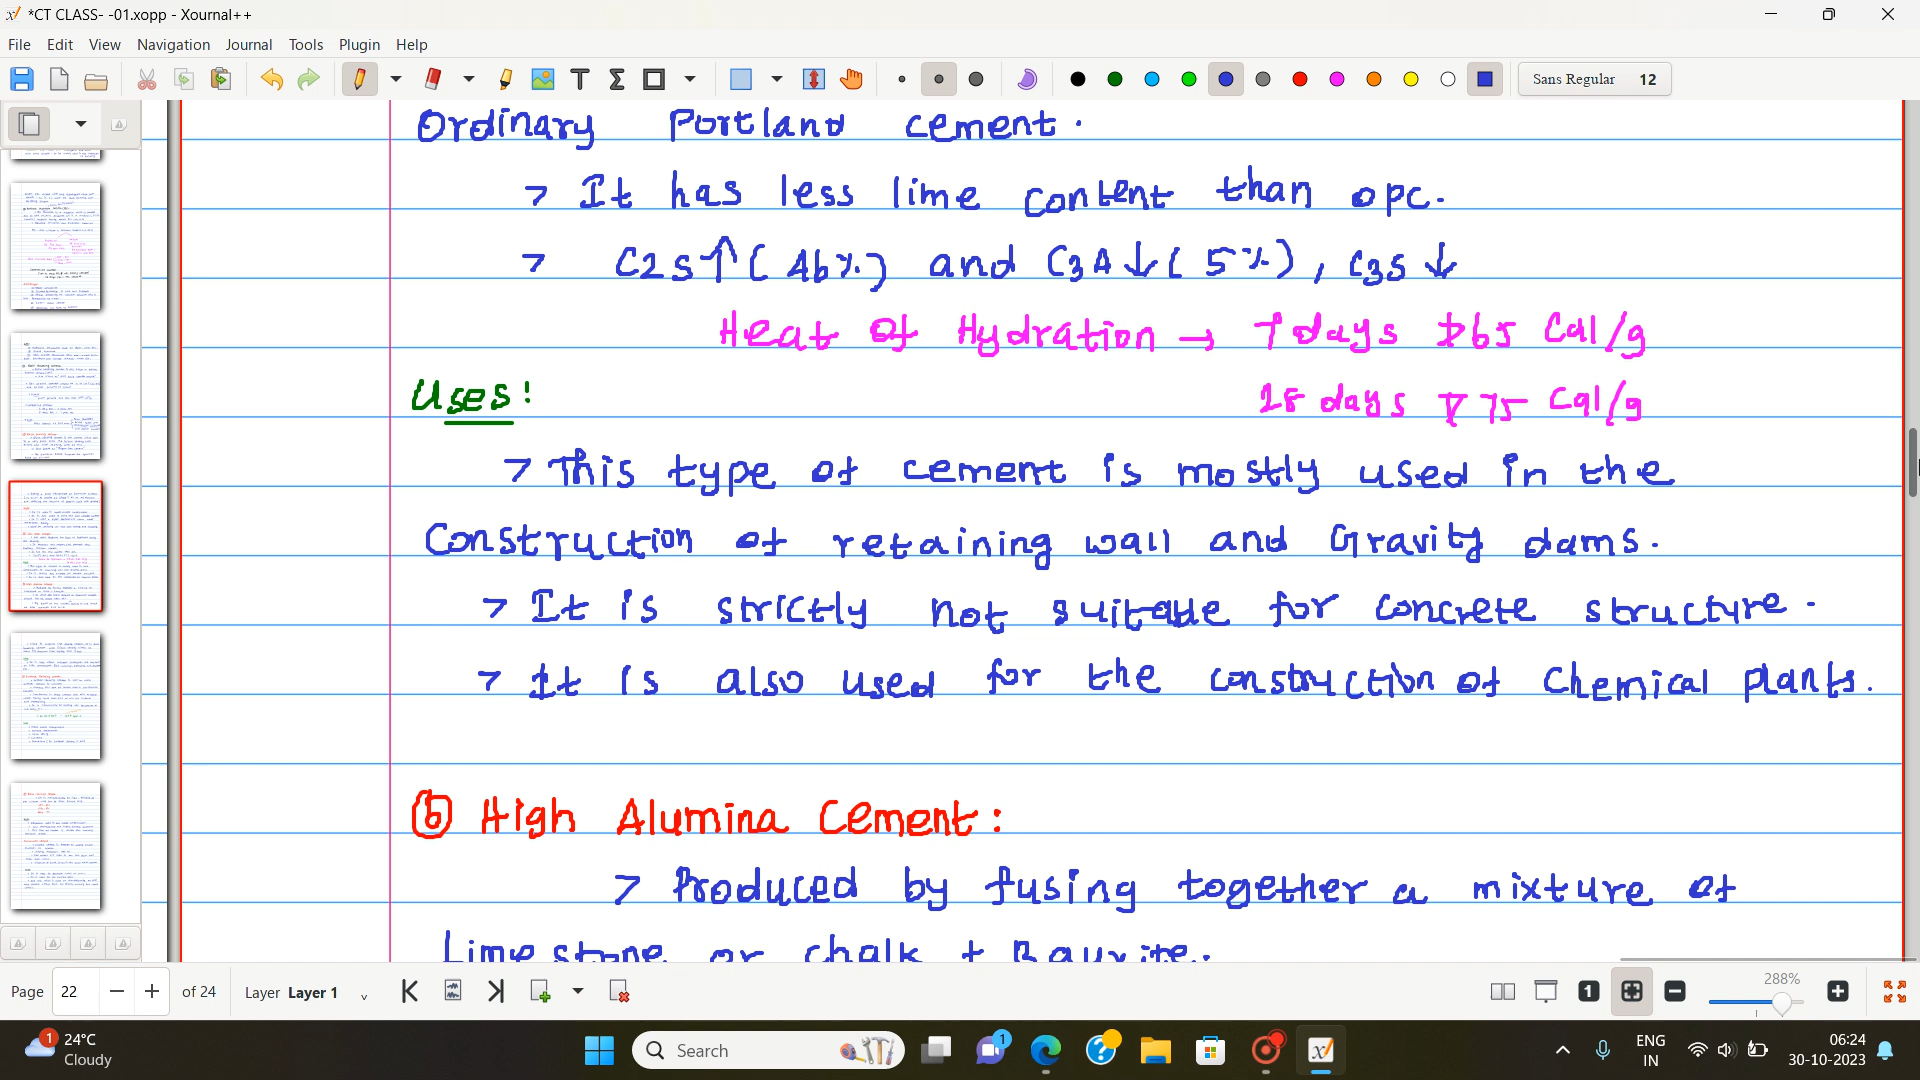 *CT CLASS- -01.xopp - Xournal++
File Edit View Navigation Journal Tools Plugin Help
Sans Regular 12
Ordinary Portland cement.
> It has less lime content than opc.
> C2S↑ (46%) and C3A↓ (5%), C3S↓
Heat of Hydration → 7 days ≯ 65 Cal/g
Uses:
28 days ≯ 75 Cal/g
> This type of cement is mostly used in the
Construction of retaining wall and Gravity dams.
> It is strictly not suitable for concrete structure.
> It is also used for the construction of Chemical plants.
⑥ High Alumina Cement:
> Produced by fusing together a mixture of
Lime stone or chalk + Bauxite.
Page 22 of 24 Layer Layer 1 288%
24°C
Cloudy
Search
ENG
IN
06:24
30-10-2023